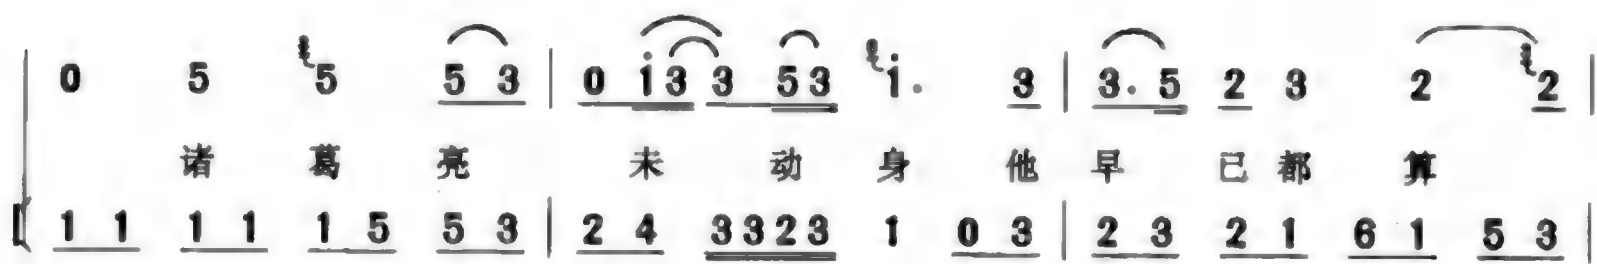 0 5 5 5 3 | 0 i 3 3 5 3 i. 3 | 3. 5 2 3 2 2 |
诸 葛 亮 未 动 身 他 早 已 都 算
1 1 1 1 1 5 5 3 | 2 4 3 3 2 3 1 0 3 | 2 3 2 1 6 1 5 3 |